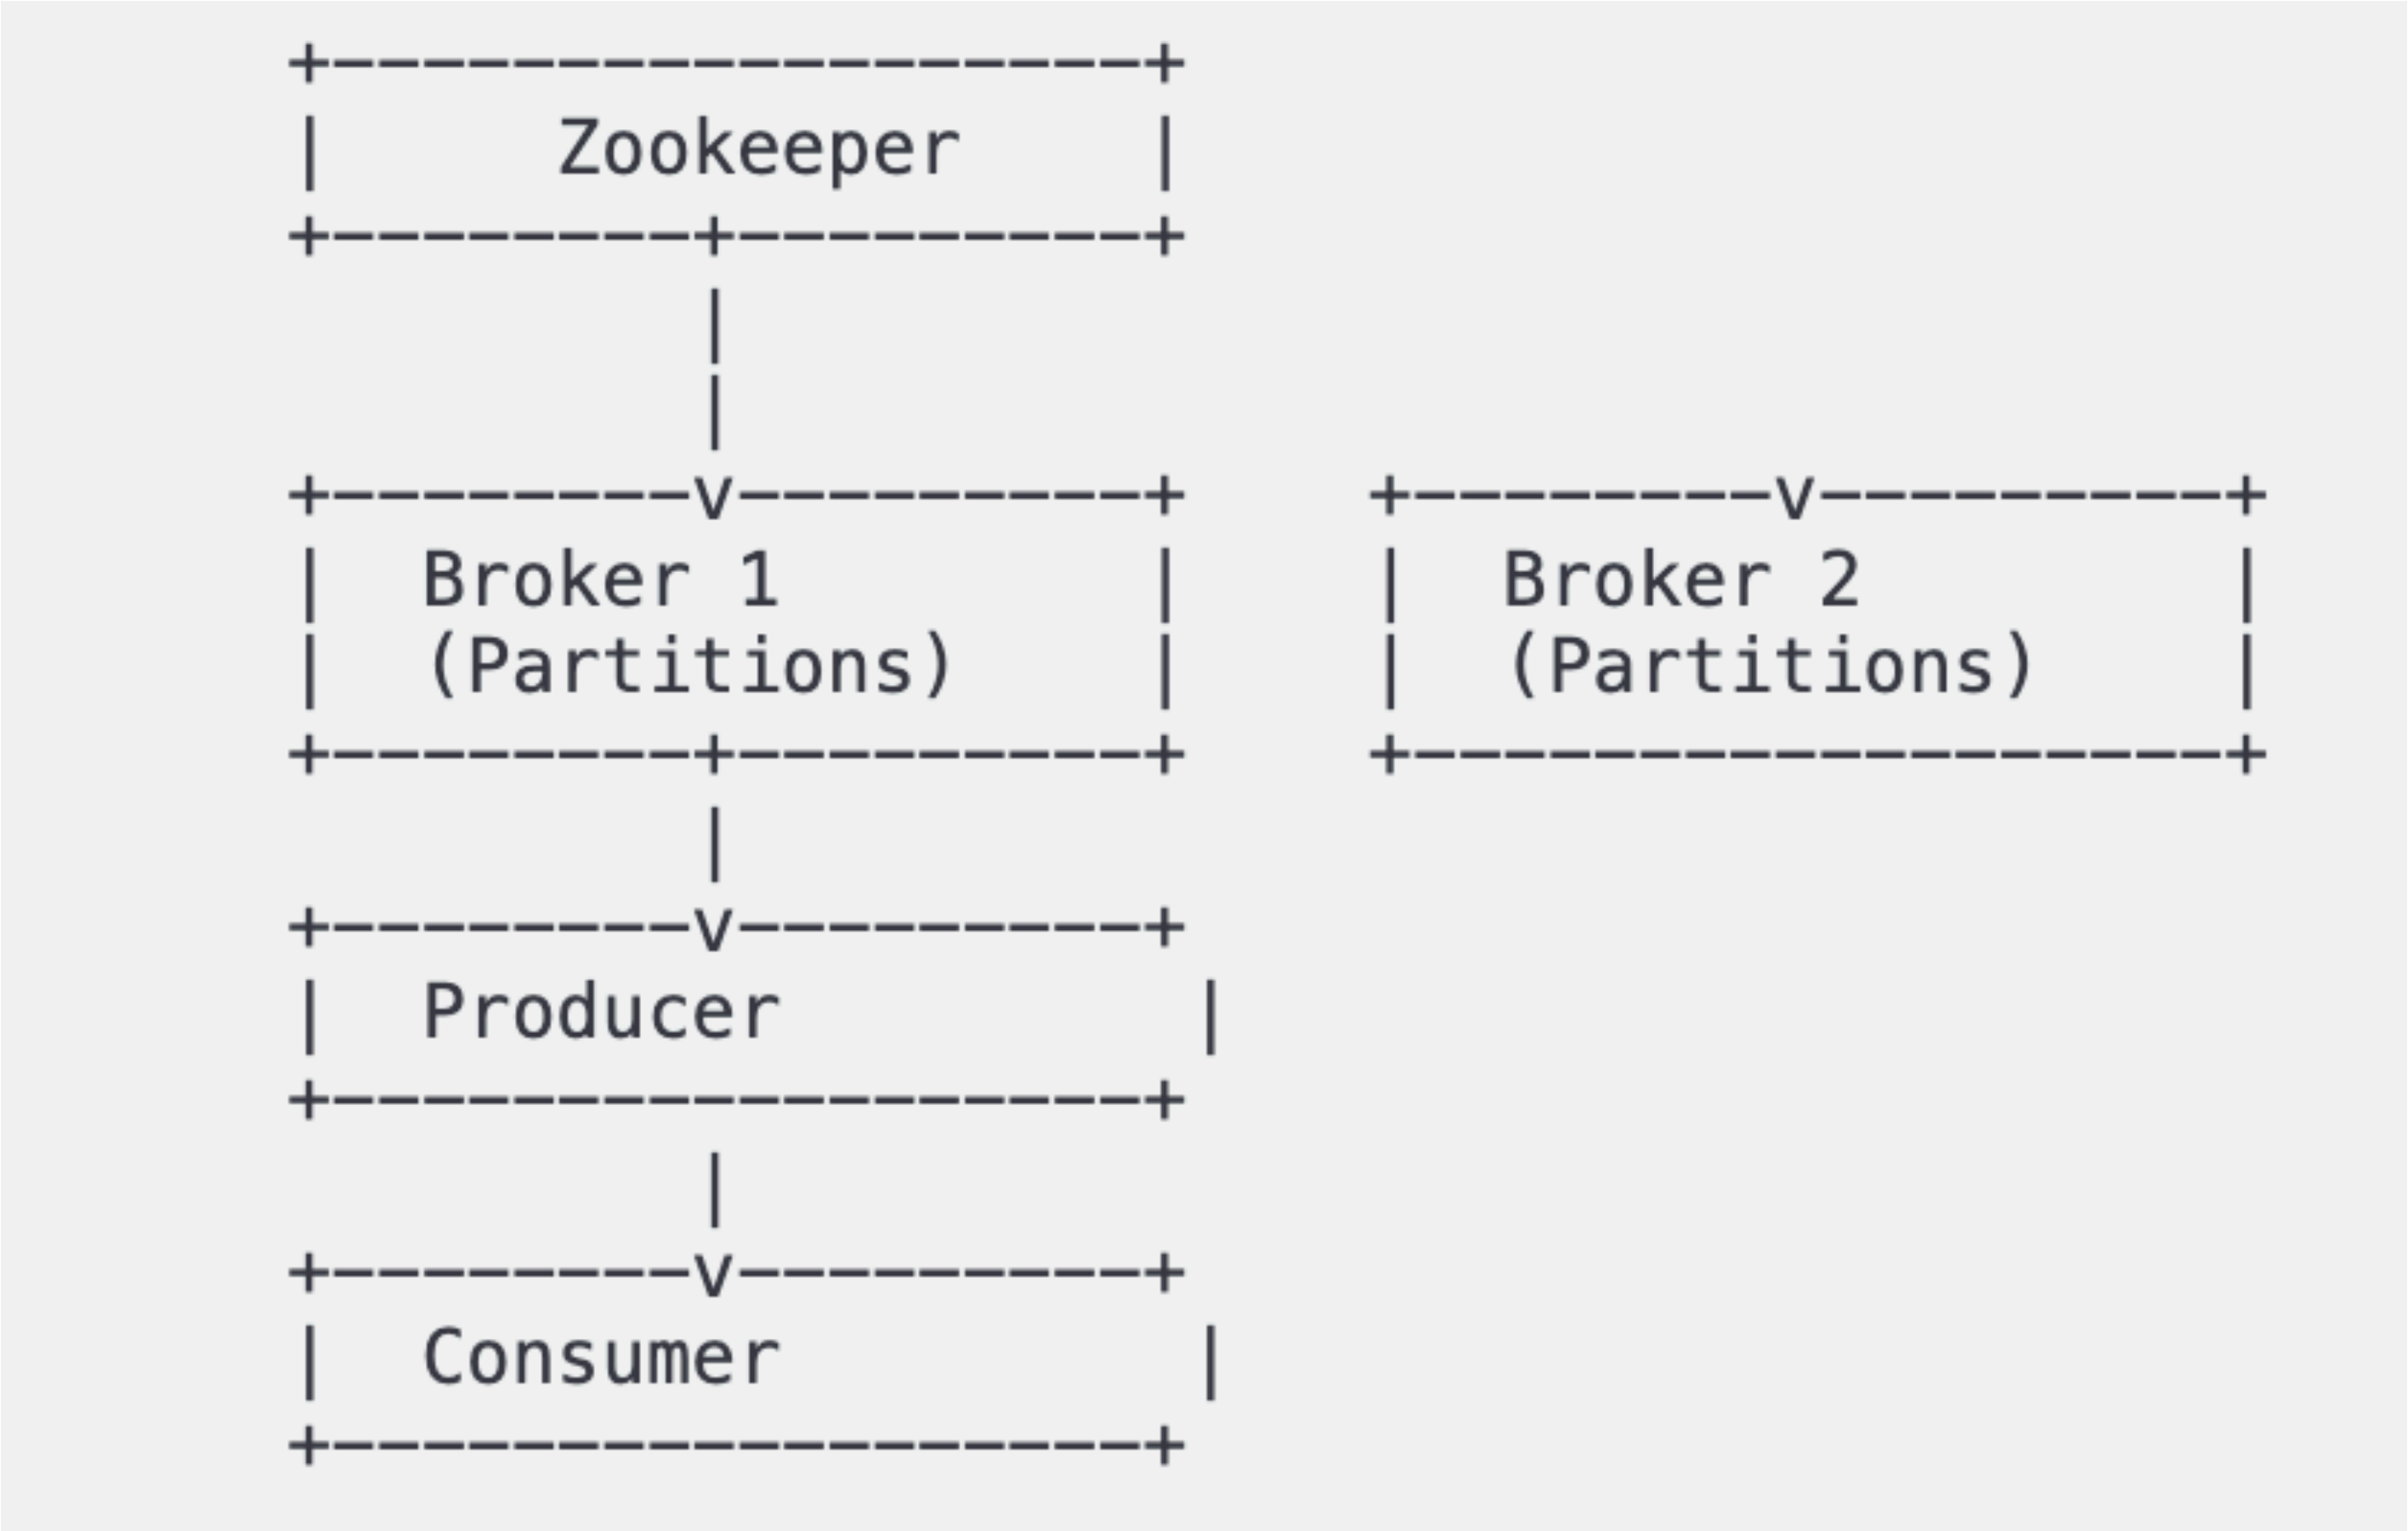 +------------------+
|     Zookeeper    |
+--------+---------+
         |
         |
+--------v---------+    +--------v---------+
|  Broker 1        |    |  Broker 2        |
|  (Partitions)    |    |  (Partitions)    |
+--------+---------+    +------------------+
         |
+--------v---------+
|  Producer         |
+------------------+
         |
+--------v---------+
|  Consumer         |
+------------------+